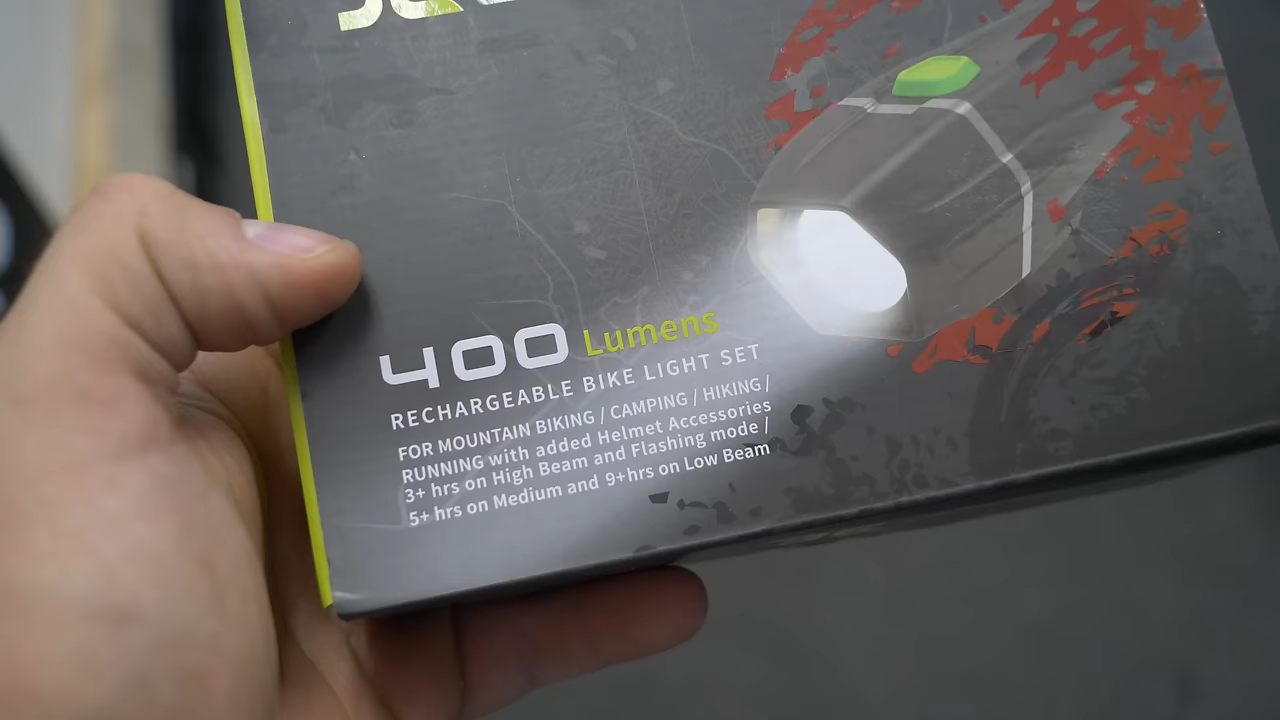 400 Lumens
RECHARGEABLE BIKE LIGHT SET
FOR MOUNTAIN BIKING / CAMPING / HIKING /
RUNNING with added Helmet Accessories
3+ hrs on High Beam and Flashing mode /
5+ hrs on Medium and 9+hrs on Low Beam